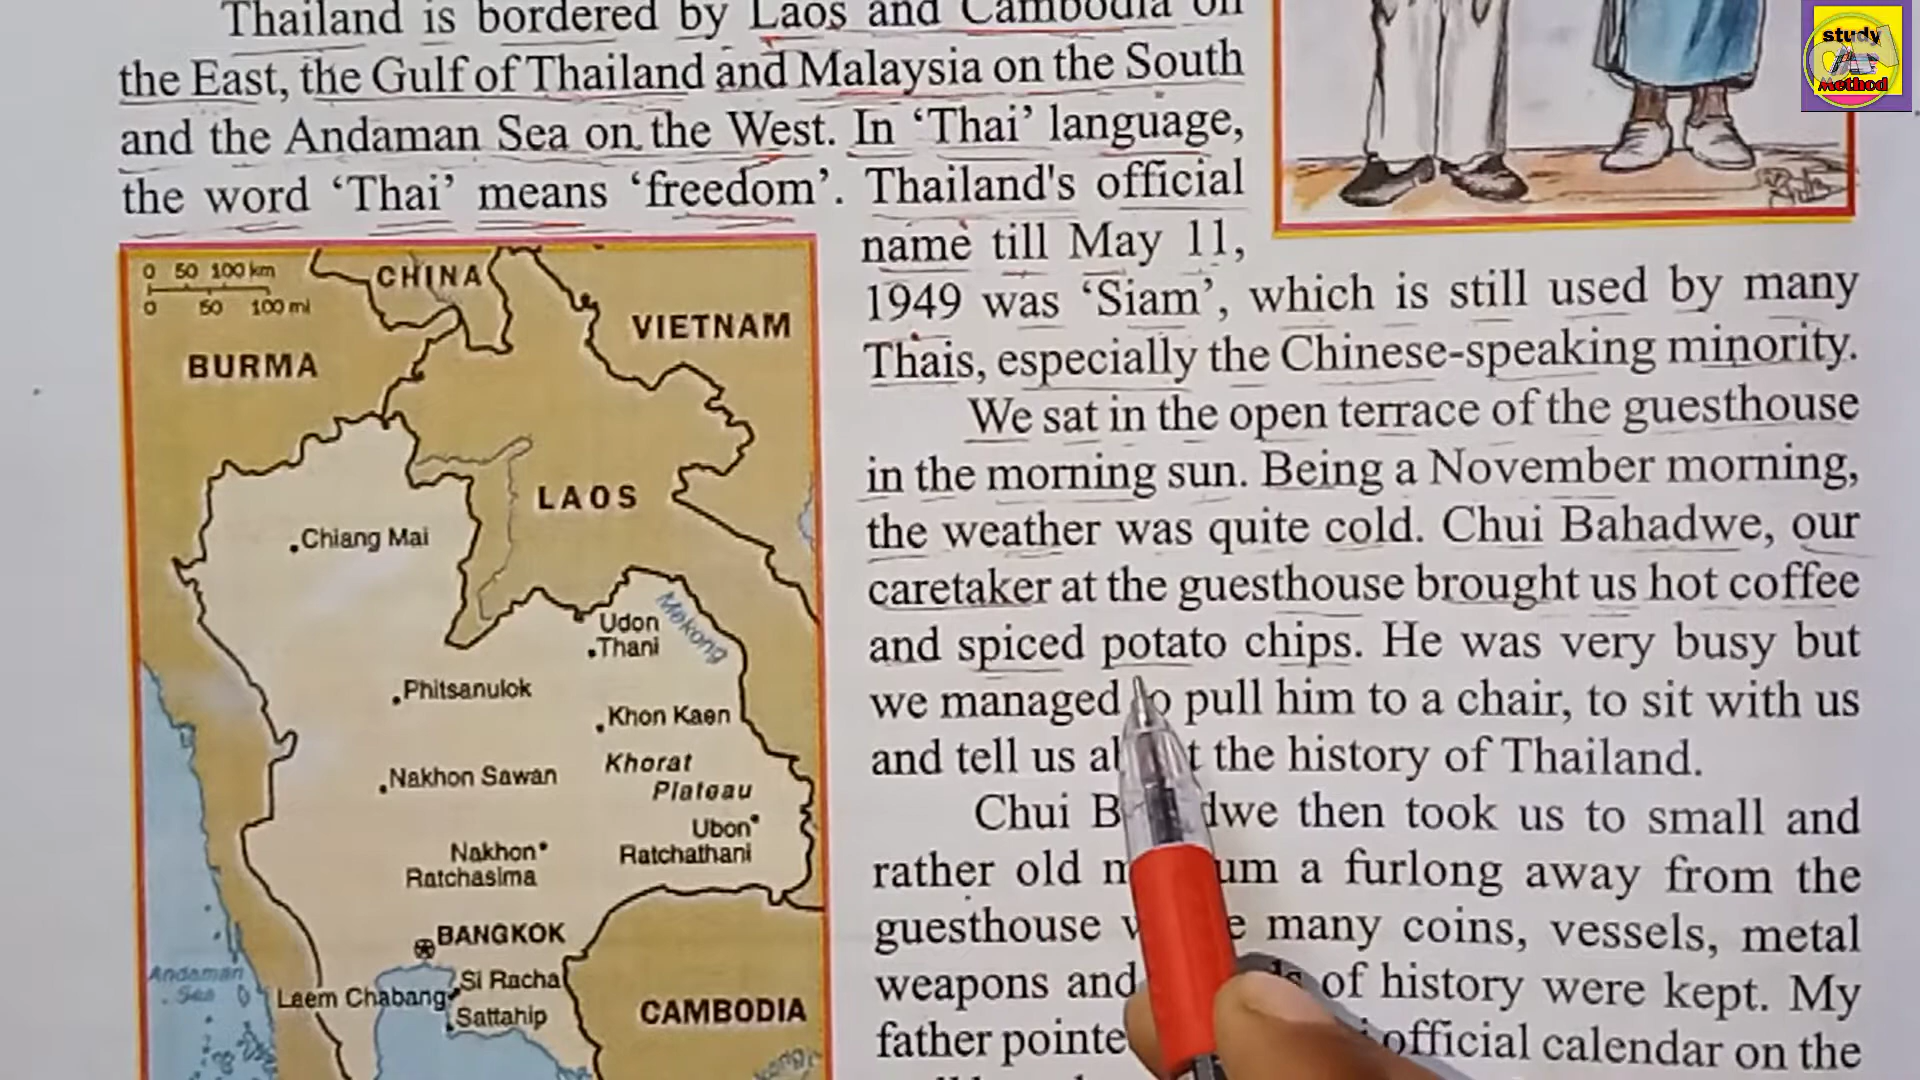 Thailand is bordered by Laos and Cambodia on
the East, the Gulf of Thailand and Malaysia on the South
and the Andaman Sea on the West. In ‘Thai’ language,
the word ‘Thai’ means ‘freedom’. Thailand's official
name till May 11,
1949 was ‘Siam’, which is still used by many
Thais, especially the Chinese-speaking minority.
We sat in the open terrace of the guesthouse
in the morning sun. Being a November morning,
the weather was quite cold. Chui Bahadwe, our
caretaker at the guesthouse brought us hot coffee
and spiced potato chips. He was very busy but
we managed to pull him to a chair, to sit with us
and tell us the history of Thailand.
Chui then took us to small and
rather old a furlong away from the
guesthouse many coins, vessels, metal
weapons and of history were kept. My
father official calendar on the
0 50 100 km
0 50 100 mi
CHINA
VIETNAM
BURMA
LAOS
Chiang Mai
Mekong
Udon
Thani
Phitsanulok
Khon Kaen
Khorat
Plateau
Nakhon Sawan
Ubon
Ratchathani
Nakhon
Ratchasima
BANGKOK
Andaman
Sea
Si Racha
Laem Chabang
Sattahip
CAMBODIA
study
Method